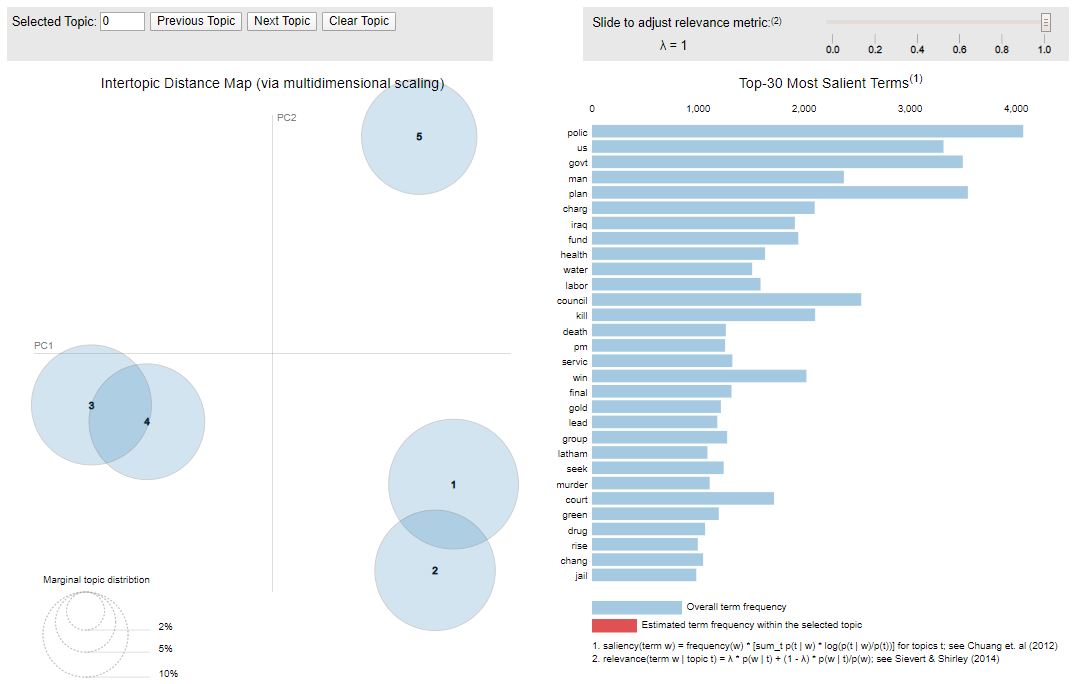 Selected Topic: 0 Previous Topic Next Topic Clear Topic
Slide to adjust relevance metric:(2)
λ = 1
0.0 0.2 0.4 0.6 0.8 1.0
Intertopic Distance Map (via multidimensional scaling)
PC2
PC1
5
3
4
1
2
Marginal topic distribtion
2%
5%
10%
Top-30 Most Salient Terms(1)
0 1,000 2,000 3,000 4,000
polic
us
govt
man
plan
charg
iraq
fund
health
water
labor
council
kill
death
pm
servic
win
final
gold
lead
group
latham
seek
murder
court
green
drug
rise
chang
jail
Overall term frequency
Estimated term frequency within the selected topic
1. saliency(term w) = frequency(w) * [sum_t p(t | w) * log(p(t | w)/p(t))] for topics t; see Chuang et. al (2012)
2. relevance(term w | topic t) = λ * p(w | t) + (1 - λ) * p(w | t)/p(w); see Sievert & Shirley (2014)